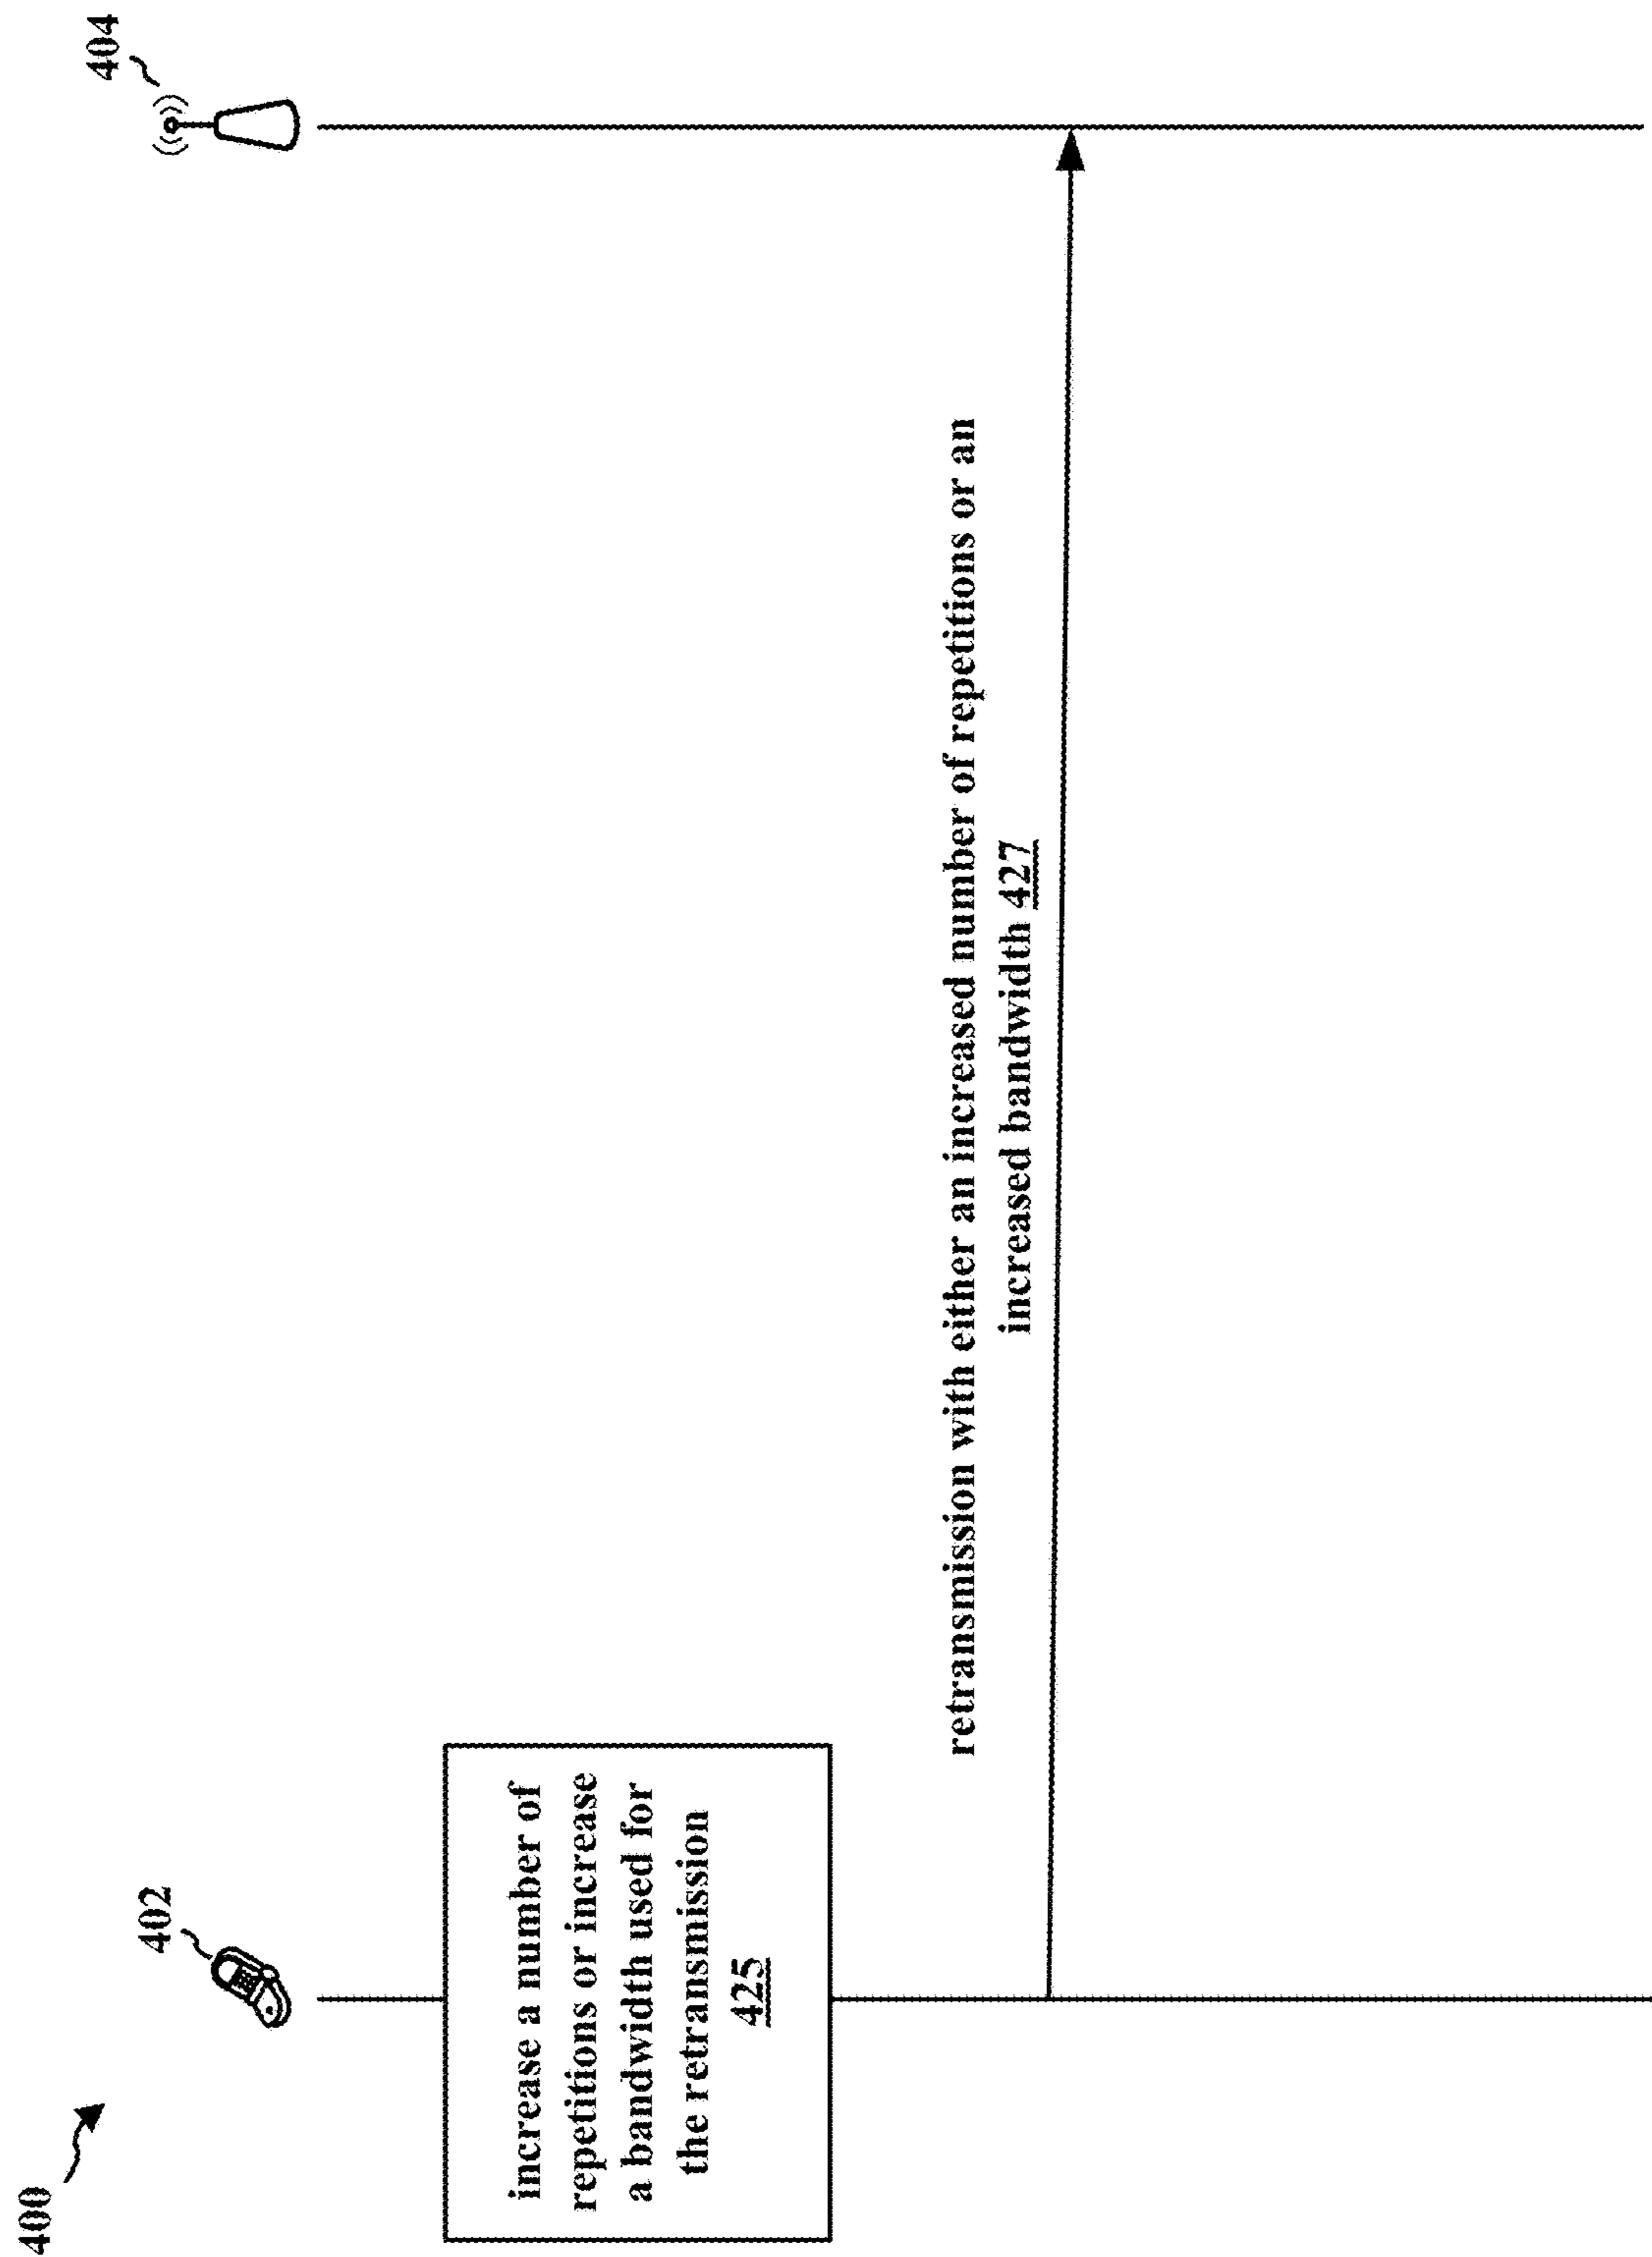 400
402
404
increase a number of
repetitions or increase
a bandwidth used for
the retransmission
425
retransmission with either an increased number of repetitions or an
increased bandwidth 427